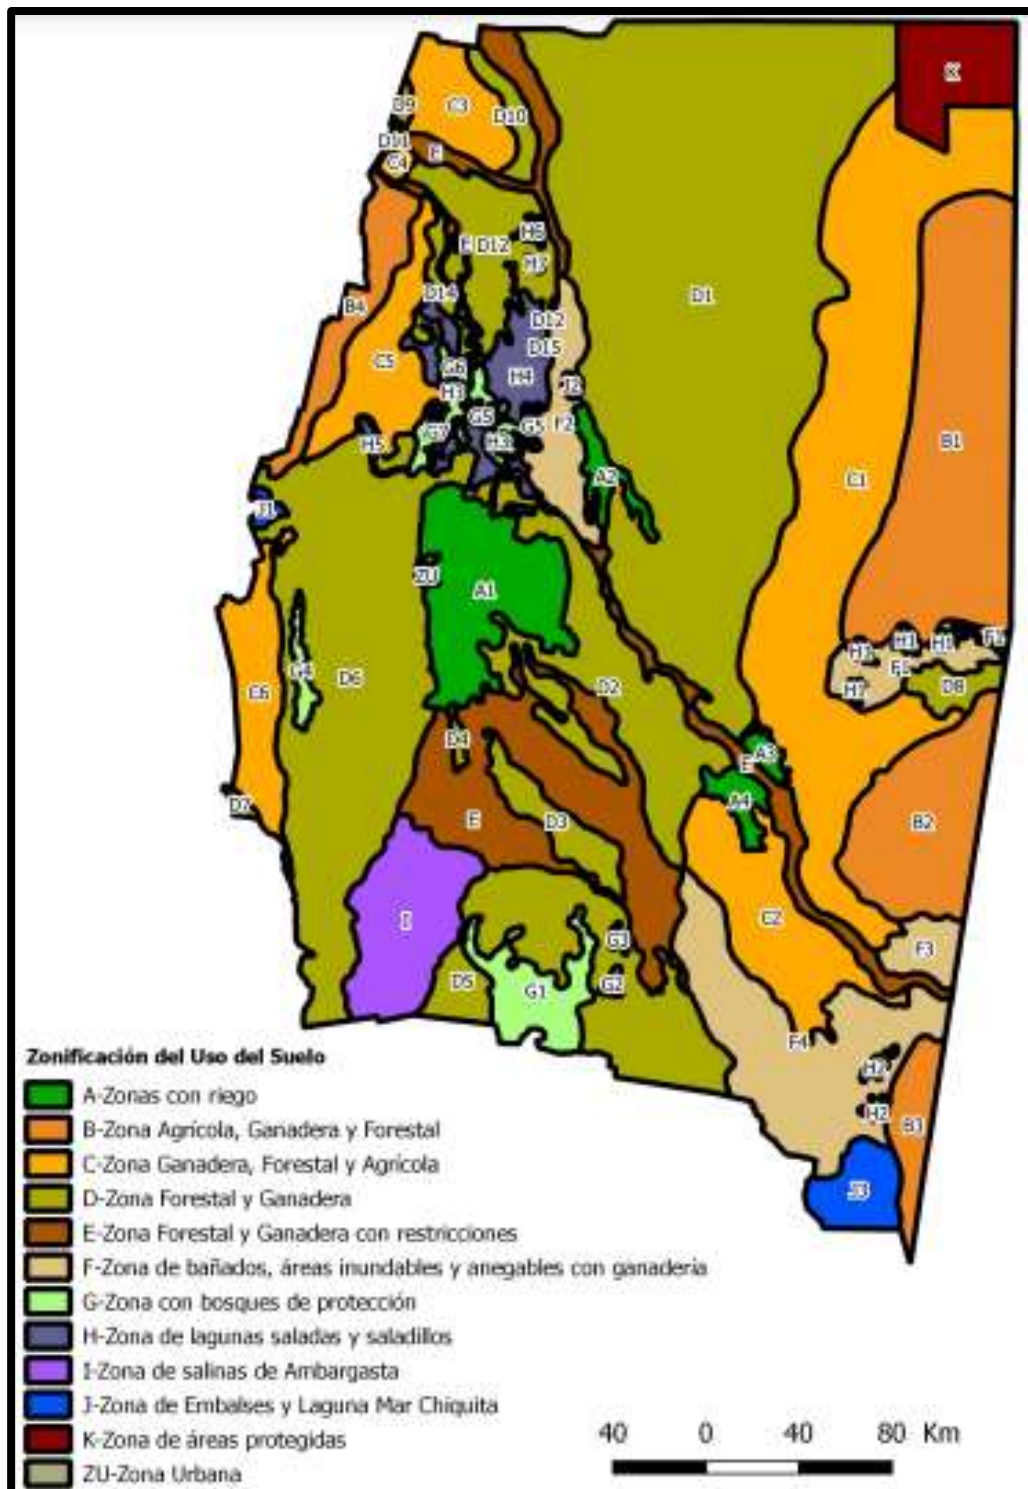 K
D9
C3
D10
D11
E
C4
H6
E
D12
H7
D1
D14
B4
D12
D15
C5
G6
H4
H3
J2
G5
G7
G5
F2
H5
H3
B1
A2
C1
J1
ZU
A1
H1
H1
F1
H1
F1
G4
D6
D2
D8
C6
H7
D4
A3
E
D7
A4
E
D3
B2
I
C2
G3
F3
D5
G1
G2
F4
H2
H2
B3
J3
Zonificación del Uso del Suelo
A-Zonas con riego
B-Zona Agrícola, Ganadera y Forestal
C-Zona Ganadera, Forestal y Agrícola
D-Zona Forestal y Ganadera
E-Zona Forestal y Ganadera con restricciones
F-Zona de bañados, áreas inundables y anegables con ganadería
G-Zona con bosques de protección
H-Zona de lagunas saladas y saladillos
I-Zona de salinas de Ambargasta
J-Zona de Embalses y Laguna Mar Chiquita
K-Zona de áreas protegidas
ZU-Zona Urbana
40 0 40 80 Km